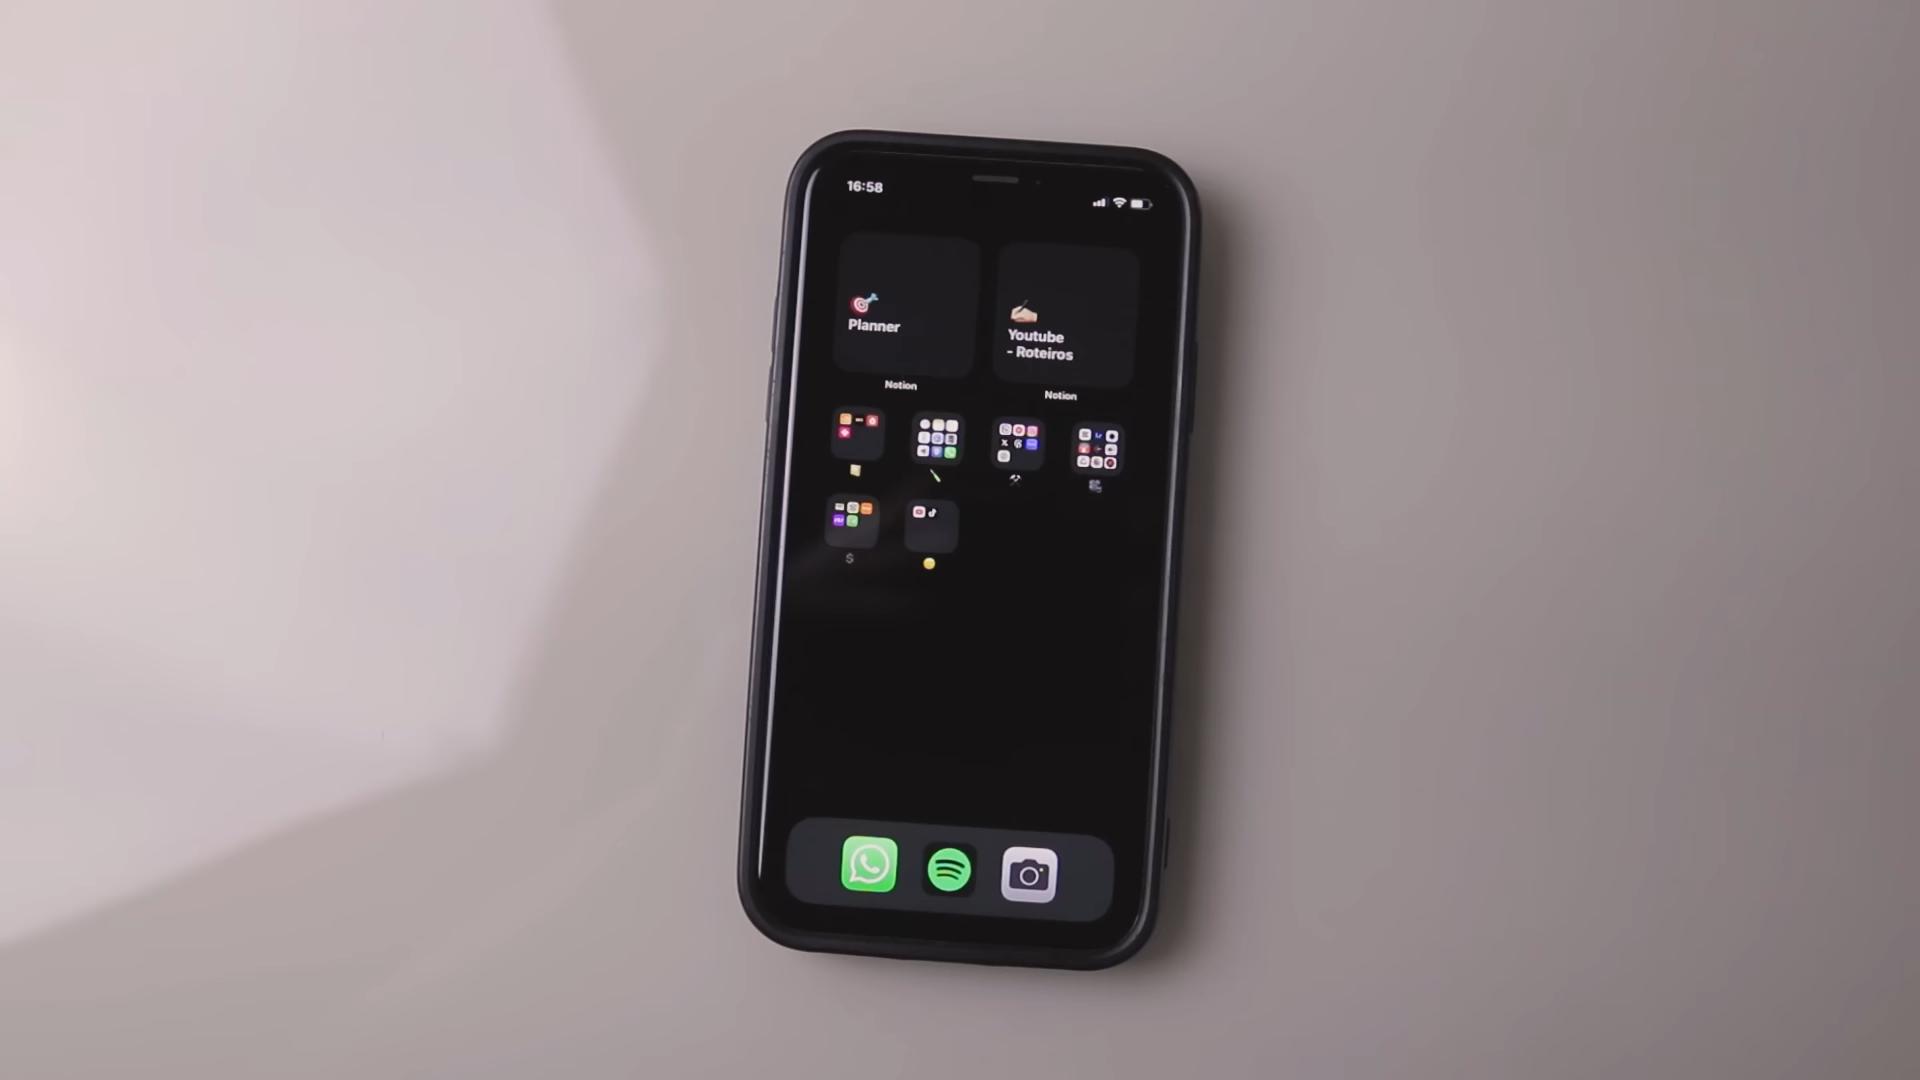 16:58
Planner
Youtube
- Roteiros
Notion
Notion
$